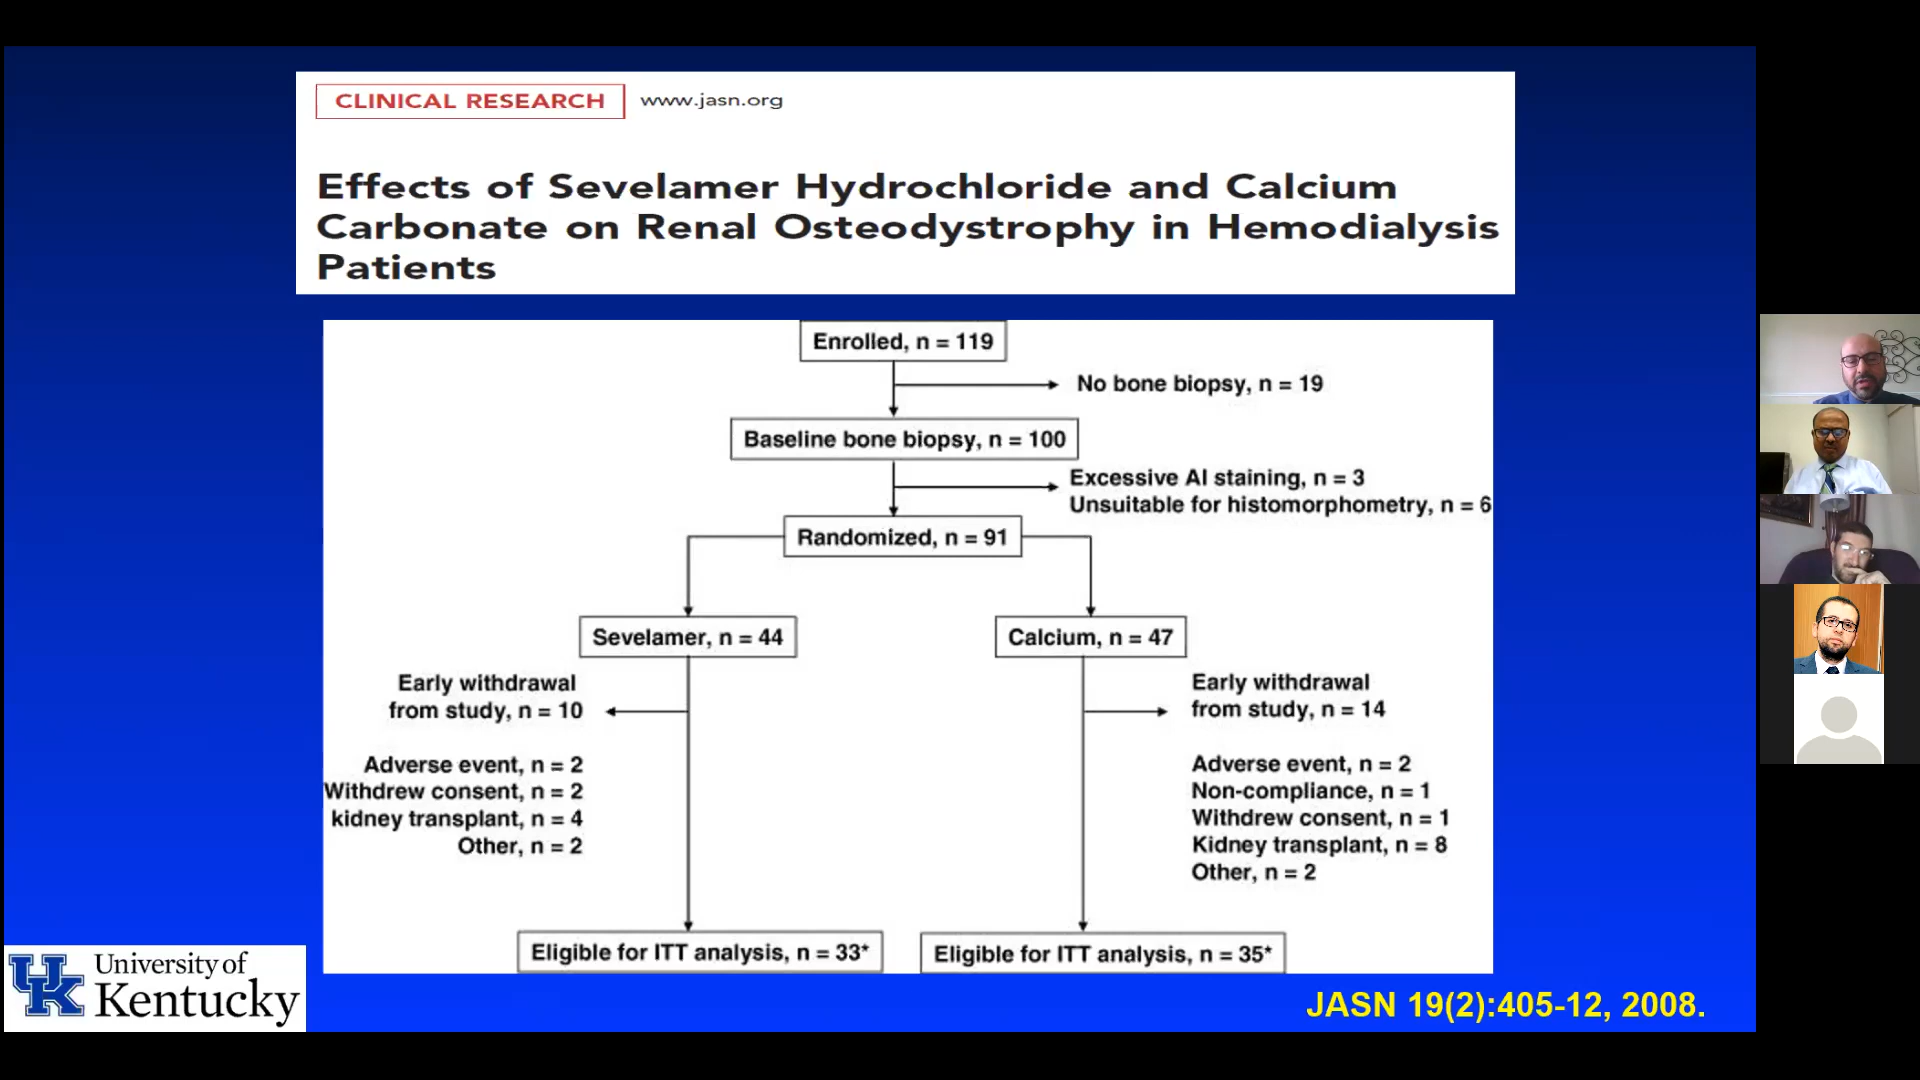 CLINICAL RESEARCH www.jasn.org
Effects of Sevelamer Hydrochloride and Calcium
Carbonate on Renal Osteodystrophy in Hemodialysis
Patients
Enrolled, n = 119
No bone biopsy, n = 19
Baseline bone biopsy, n = 100
Excessive Al staining, n = 3
Unsuitable for histomorphometry, n = 6
Randomized, n = 91
Sevelamer, n = 44
Calcium, n = 47
Early withdrawal
from study, n = 10
Adverse event, n = 2
Withdrew consent, n = 2
kidney transplant, n = 4
Other, n = 2
Early withdrawal
from study, n = 14
Adverse event, n = 2
Non-compliance, n = 1
Withdrew consent, n = 1
Kidney transplant, n = 8
Other, n = 2
Eligible for ITT analysis, n = 33*
Eligible for ITT analysis, n = 35*
UK
University of
Kentucky
JASN 19(2):405-12, 2008.